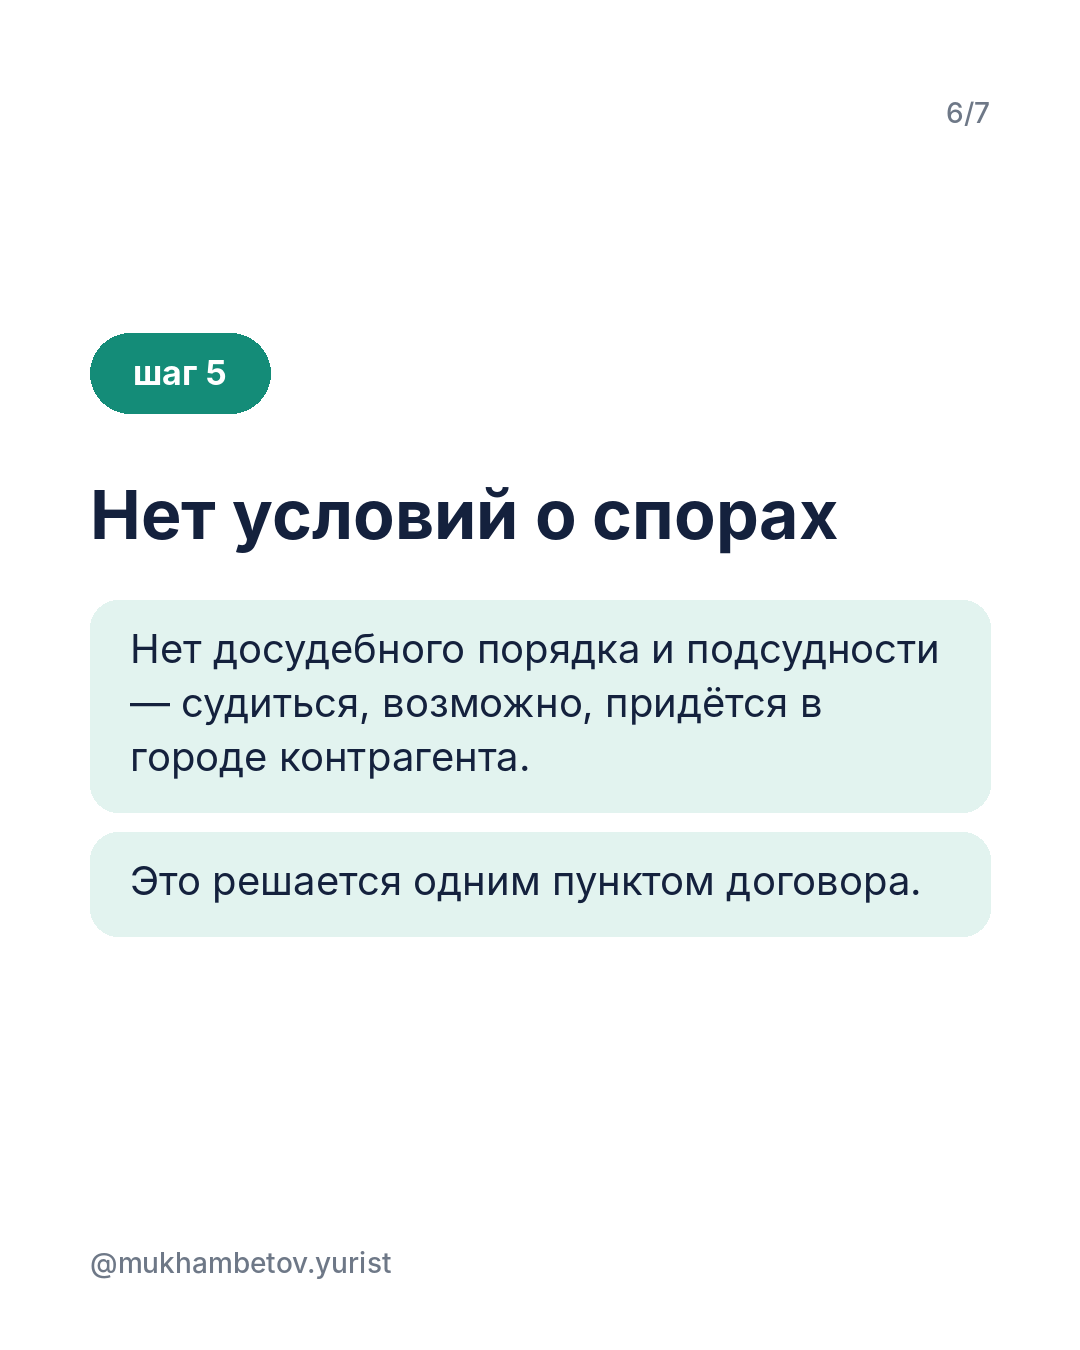 6/7
шаг 5
Нет условий о спорах
Нет досудебного порядка и подсудности
— судиться, возможно, придётся в
городе контрагента.
Это решается одним пунктом договора.
@mukhambetov.yurist